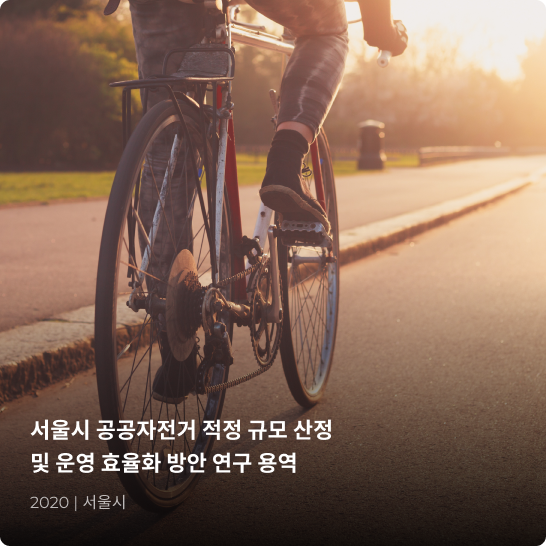 서울시 공공자전거 적정 규모 산정
및 운영 효율화 방안 연구 용역
2020 | 서울시